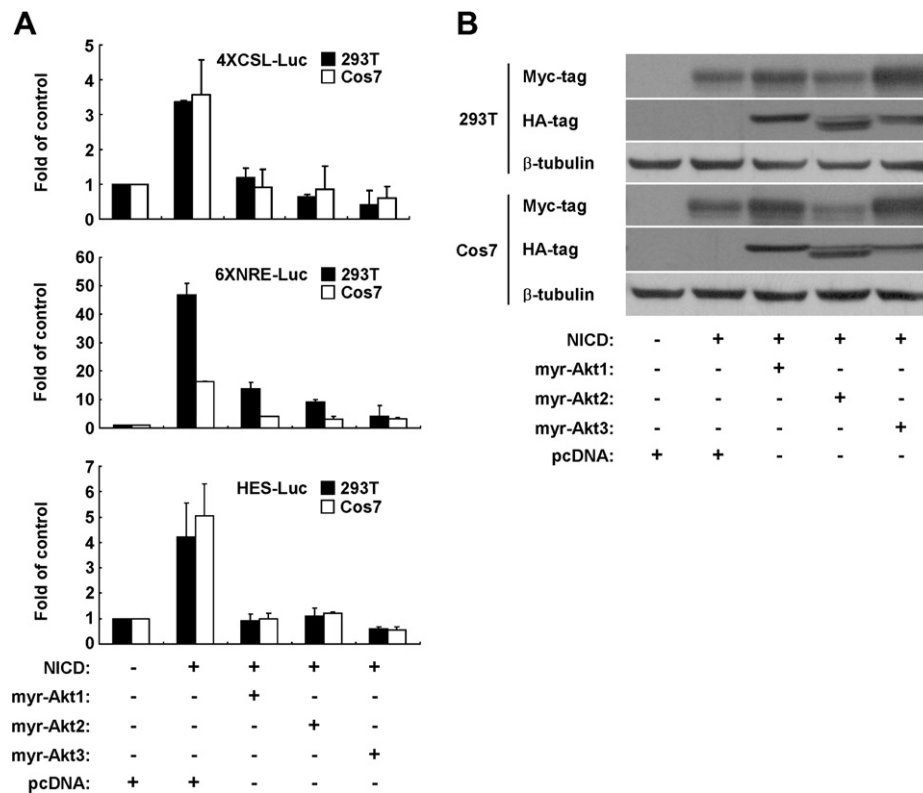 A
4XCSL-Luc
293T
Cos7
Fold of control
5
4
3
2
1
0
6XNRE-Luc
293T
Cos7
Fold of control
60
50
40
30
20
10
0
HES-Luc
293T
Cos7
Fold of control
7
6
5
4
3
2
1
0
NICD: - + + + +
myr-Akt1: - - + - -
myr-Akt2: - - - + -
myr-Akt3: - - - - +
pcDNA: + + - - -
B
293T
Myc-tag
HA-tag
β-tubulin
Cos7
Myc-tag
HA-tag
β-tubulin
NICD: - + + + +
myr-Akt1: - - + - -
myr-Akt2: - - - + -
myr-Akt3: - - - - +
pcDNA: + + - - -